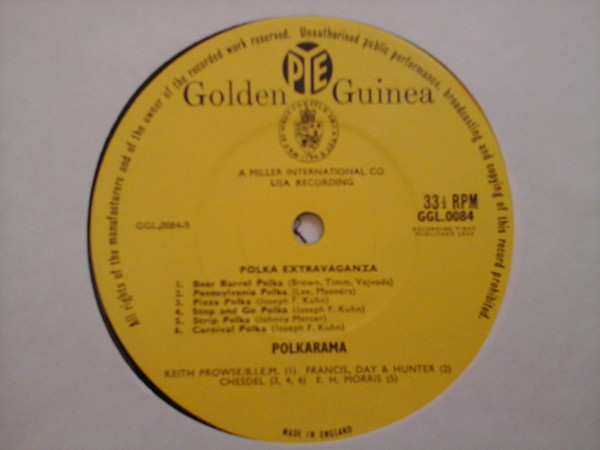 All rights of the manufacturers and of the owner of the recorded work reserved. Unauthorised public performance, broadcasting and copying of this record prohibited.
PYE
Golden Guinea
A MILLER INTERNATIONAL CO
USA RECORDING
33⅓ RPM
GGL.0084
RECORDING FIRST
PUBLISHED
POLKA EXTRAVAGANZA
1. Beer Barrel Polka (Brown, Timm, Vejvoda)
2. Pennsylvania Polka (Lee, Manners)
3. Pizza Polka (Joseph F. Kuhn)
4. Stop and Go Polka (Joseph F. Kuhn)
5. Strip Polka (Johnny Mercer)
6. Carnival Polka (Joseph F. Kuhn)
POLKARAMA
KEITH PROWSE/B.I.E.M. (1) FRANCIS, DAY & HUNTER (2)
CHESDEL (3, 4, 6) E. H. MORRIS (5)
MADE IN ENGLAND